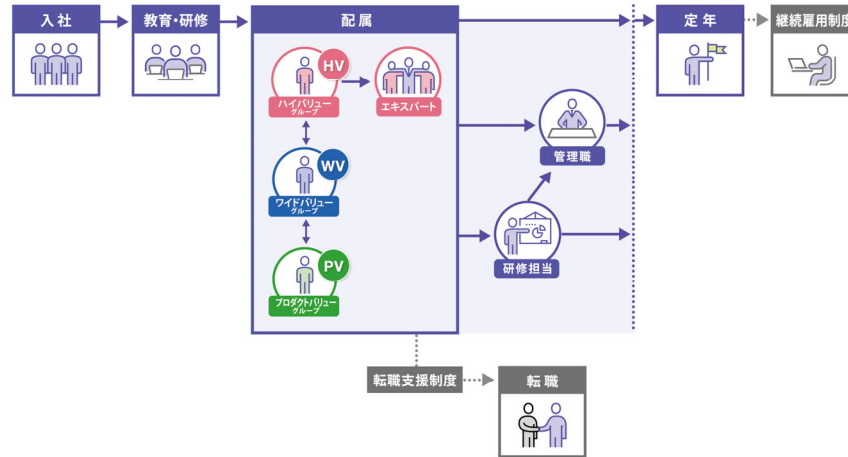 入社
教育・研修
配属
定年
継続雇用制度
HV
ハイバリュー
グループ
エキスパート
管理職
WV
ワイドバリュー
グループ
研修担当
PV
プロダクトバリュー
グループ
転職支援制度
転職